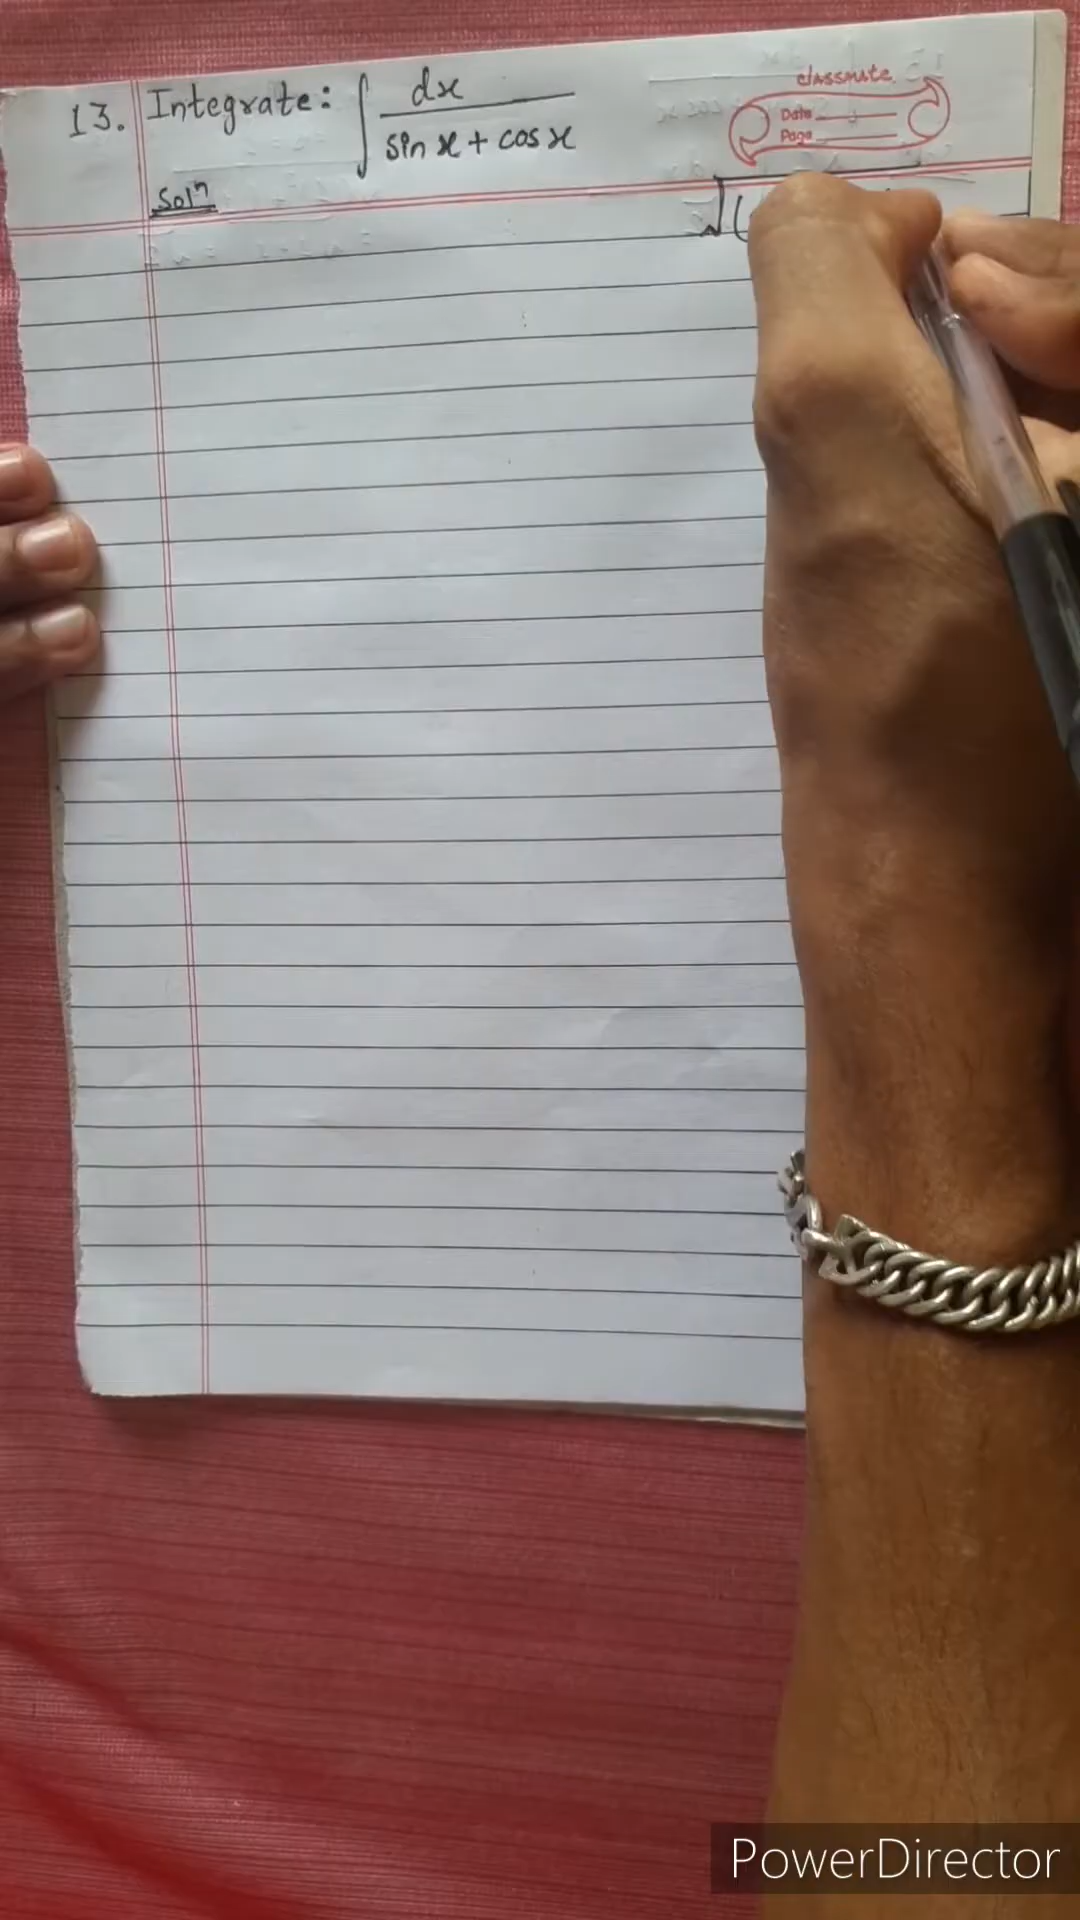 classmate
13. Integrate: ∫ dx / sin x + cos x
Date
Page
Solⁿ
√(
PowerDirector